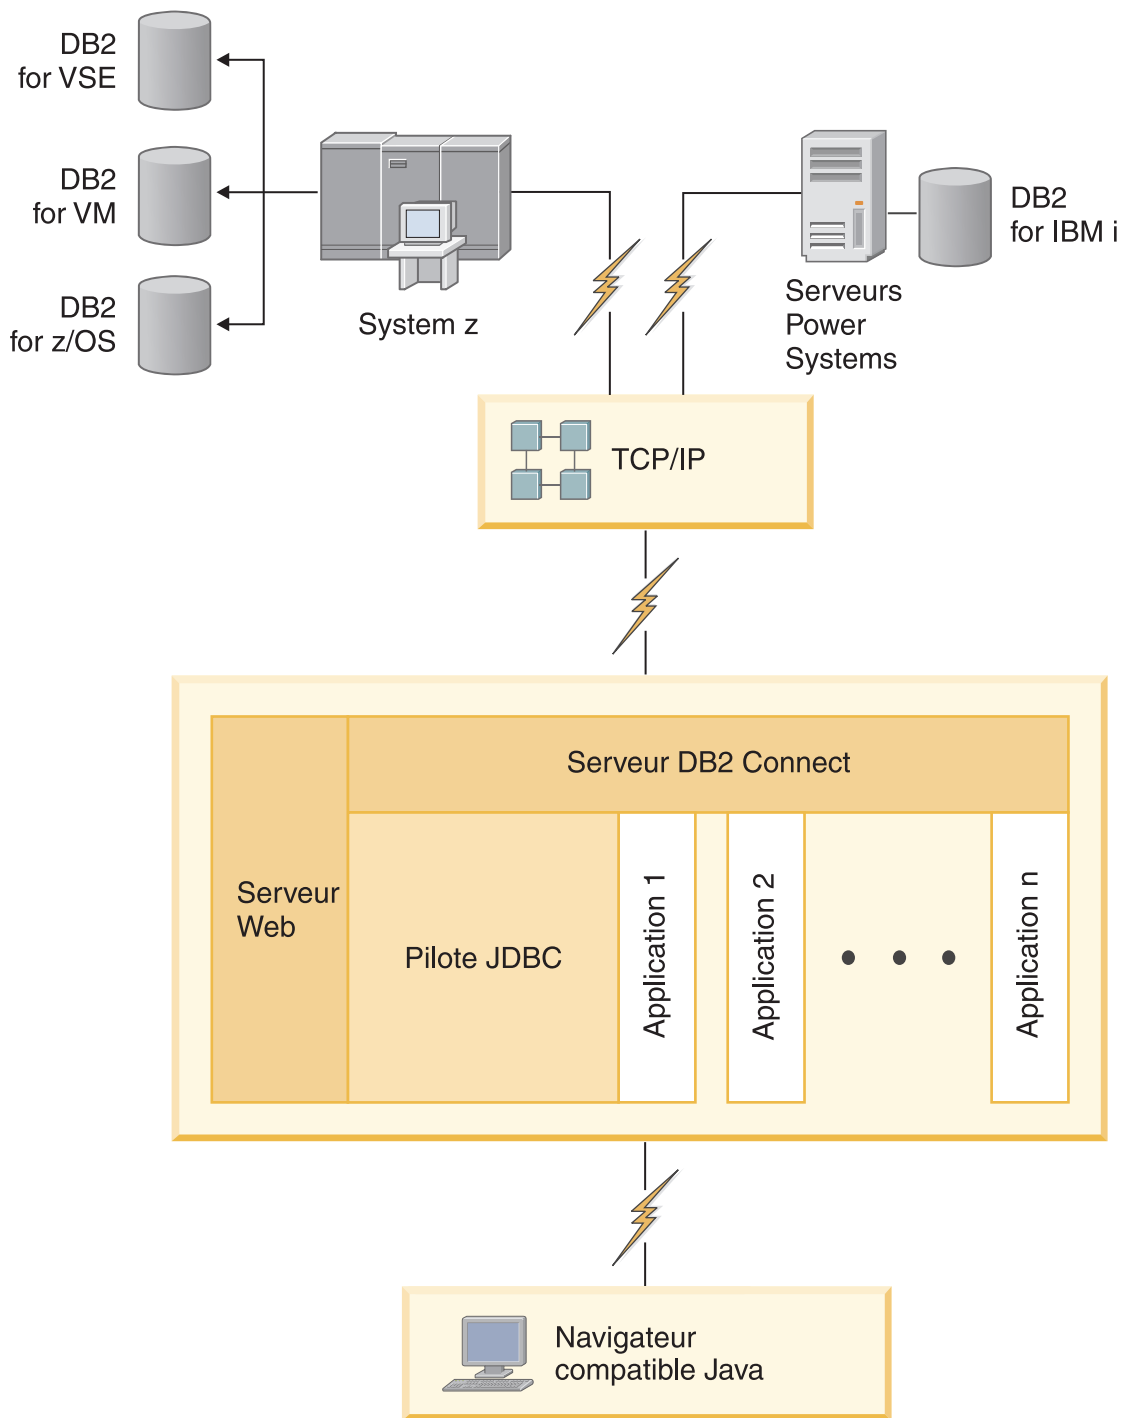 DB2
for VSE
DB2
for VM
DB2
for z/OS
System z
DB2
for IBM i
Serveurs
Power
Systems
TCP/IP
Serveur DB2 Connect
Serveur
Web
Pilote JDBC
Application 1
Application 2
Application n
Navigateur
compatible Java